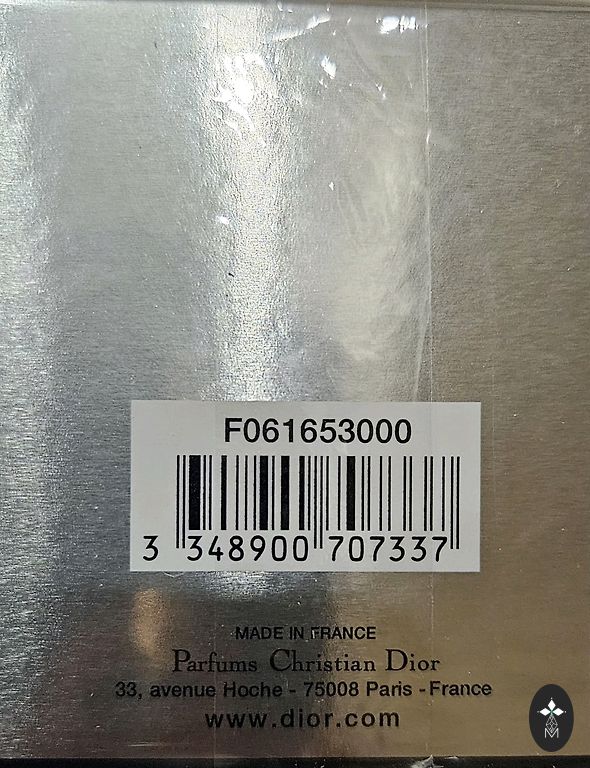 F061653000
3 348900 707337
MADE IN FRANCE
Parfums Christian Dior
33, avenue Hoche - 75008 Paris - France
www.dior.com
M